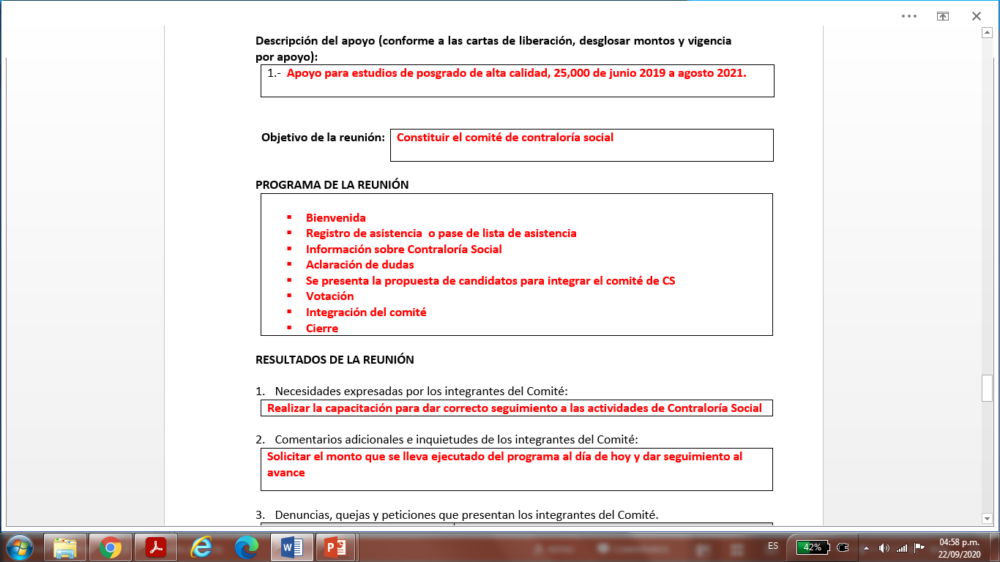 Descripción del apoyo (conforme a las cartas de liberación, desglosar montos y vigencia
por apoyo):
1.- Apoyo para estudios de posgrado de alta calidad, 25,000 de junio 2019 a agosto 2021.
Objetivo de la reunión: Constituir el comité de contraloría social
PROGRAMA DE LA REUNIÓN
▪ Bienvenida
▪ Registro de asistencia o pase de lista de asistencia
▪ Información sobre Contraloría Social
▪ Aclaración de dudas
▪ Se presenta la propuesta de candidatos para integrar el comité de CS
▪ Votación
▪ Integración del comité
▪ Cierre
RESULTADOS DE LA REUNIÓN
1. Necesidades expresadas por los integrantes del Comité:
Realizar la capacitación para dar correcto seguimiento a las actividades de Contraloría Social
2. Comentarios adicionales e inquietudes de los integrantes del Comité:
Solicitar el monto que se lleva ejecutado del programa al día de hoy y dar seguimiento al
avance
3. Denuncias, quejas y peticiones que presentan los integrantes del Comité.
ES 42% 04:58 p.m.
22/09/2020